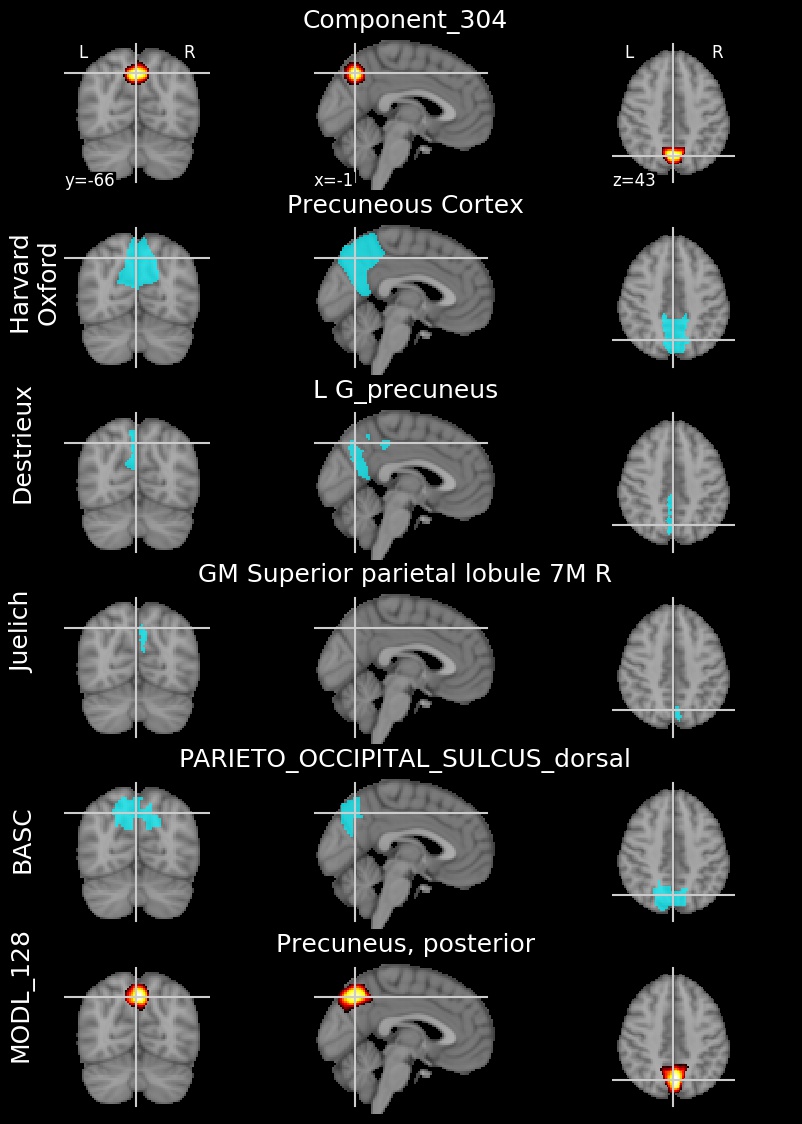 Component_304
L R
L R
y=-66
x=-1
z=43
Precuneous Cortex
Harvard
Oxford
L G_precuneus
Destrieux
GM Superior parietal lobule 7M R
Juelich
PARIETO_OCCIPITAL_SULCUS_dorsal
BASC
Precuneus, posterior
MODL_128